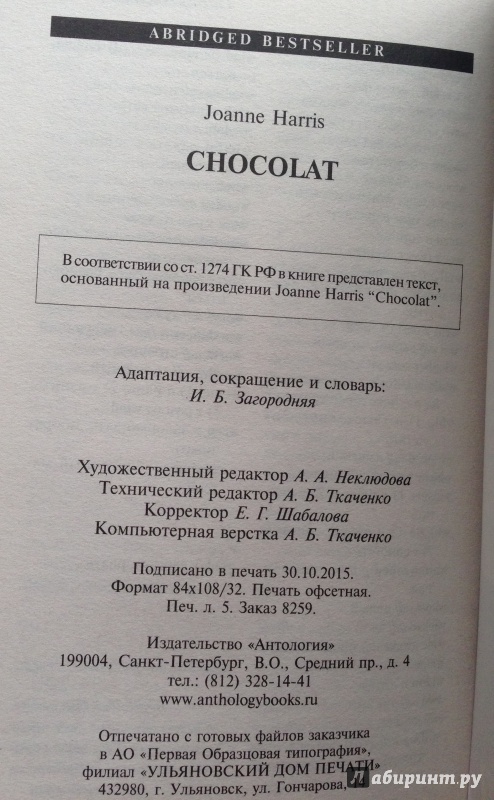 ABRIDGED BESTSELLER
Joanne Harris
CHOCOLAT
В соответствии со ст. 1274 ГК РФ в книге представлен текст,
основанный на произведении Joanne Harris “Chocolat”.
Адаптация, сокращение и словарь:
И. Б. Загородняя
Художественный редактор А. А. Неклюдова
Технический редактор А. Б. Ткаченко
Корректор Е. Г. Шабалова
Компьютерная верстка А. Б. Ткаченко
Подписано в печать 30.10.2015.
Формат 84х108/32. Печать офсетная.
Печ. л. 5. Заказ 8259.
Издательство «Антология»
199004, Санкт-Петербург, В.О., Средний пр., д. 4
тел.: (812) 328-14-41
www.anthologybooks.ru
Отпечатано с готовых файлов заказчика
в АО «Первая Образцовая типография»,
филиал «УЛЬЯНОВСКИЙ ДОМ ПЕЧАТИ»
432980, г. Ульяновск, ул. Гончарова,
лабиринт.ру